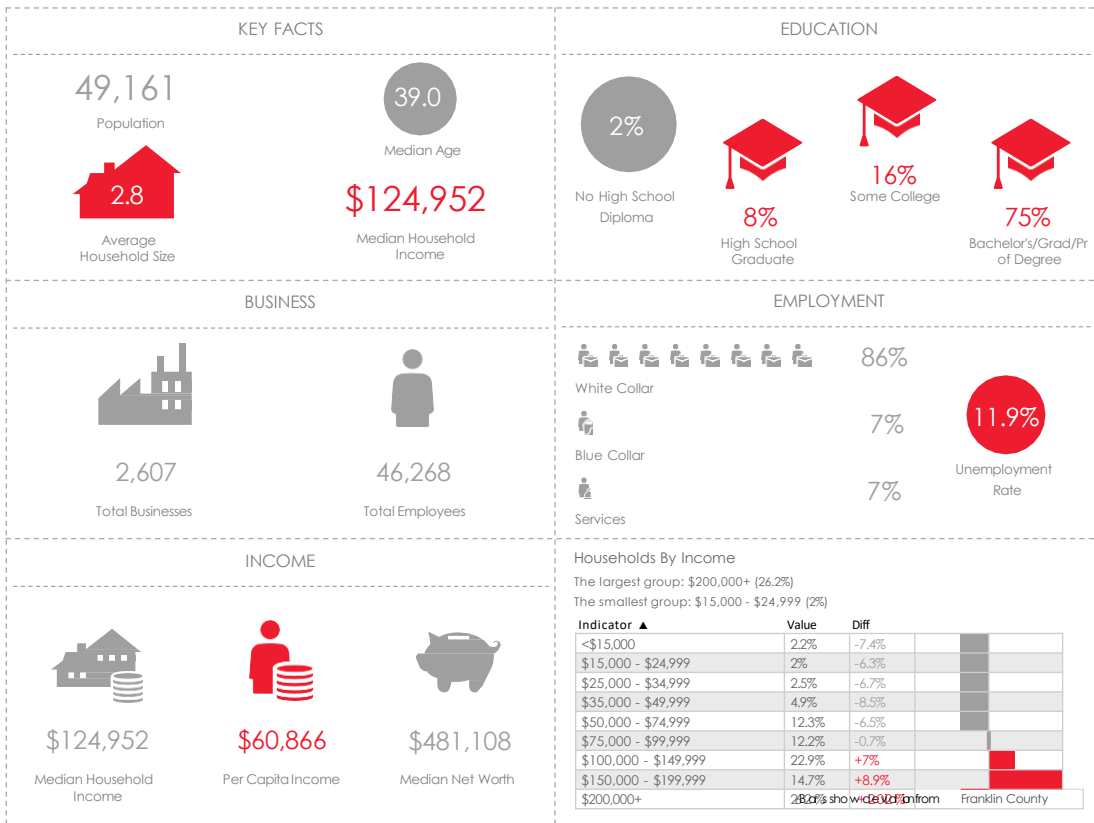 KEY FACTS
49,161
Population
39.0
Median Age
2.8
Average
Household Size
$124,952
Median Household
Income
EDUCATION
2%
No High School
Diploma
8%
High School
Graduate
16%
Some College
75%
Bachelor's/Grad/Pr
of Degree
BUSINESS
2,607
Total Businesses
46,268
Total Employees
EMPLOYMENT
86%
White Collar
7%
Blue Collar
7%
Services
11.9%
Unemployment
Rate
INCOME
$124,952
Median Household
Income
$60,866
Per Capita Income
$481,108
Median Net Worth
Households By Income
The largest group: $200,000+ (26.2%)
The smallest group: $15,000 - $24,999 (2%)
Indicator ▲ Value Diff
<$15,000 2.2% -7.4%
$15,000 - $24,999 2% -6.3%
$25,000 - $34,999 2.5% -6.7%
$35,000 - $49,999 4.9% -8.5%
$50,000 - $74,999 12.3% -6.5%
$75,000 - $99,999 12.2% -0.7%
$100,000 - $149,999 22.9% +7%
$150,000 - $199,999 14.7% +8.9%
$200,000+ Bars show deviation from Franklin County